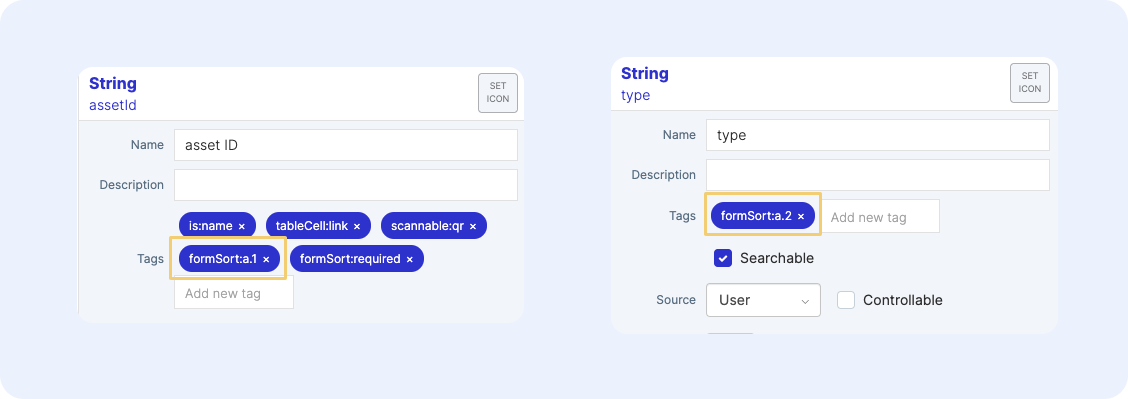 String
assetId
SET
ICON
Name
asset ID
Description
Tags
is:name ×
tableCell:link ×
scannable:qr ×
formSort:a.1 ×
formSort:required ×
Add new tag
String
type
SET
ICON
Name
type
Description
Tags
formSort:a.2 ×
Add new tag
Searchable
Source
User
Controllable